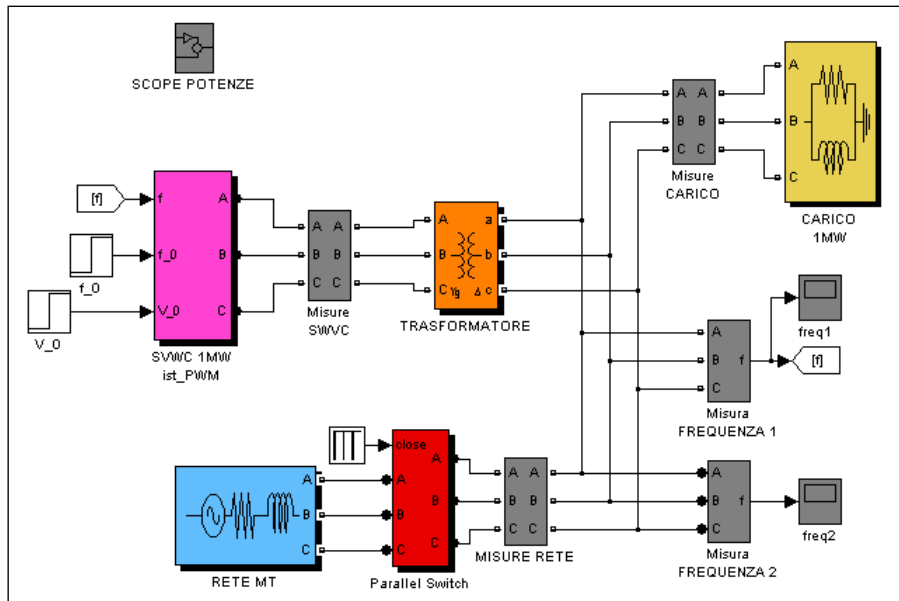 SCOPE POTENZE
[f]
f
A
f_0
f_0
B
V_0
V_0
C
SVWC 1MW
ist_PWM
A A
B B
C C
Misure
SWVC
A a
B b
C Yg Δ c
TRASFORMATORE
A A
B B
C C
Misure
CARICO
A
B
C
CARICO
1MW
A
B f
C
Misura
FREQUENZA 1
freq1
[f]
A
B
C
RETE MT
close
A
A
B
B
C
C
Parallel Switch
A A
B B
C C
MISURE RETE
A
B f
C
Misura
FREQUENZA 2
freq2